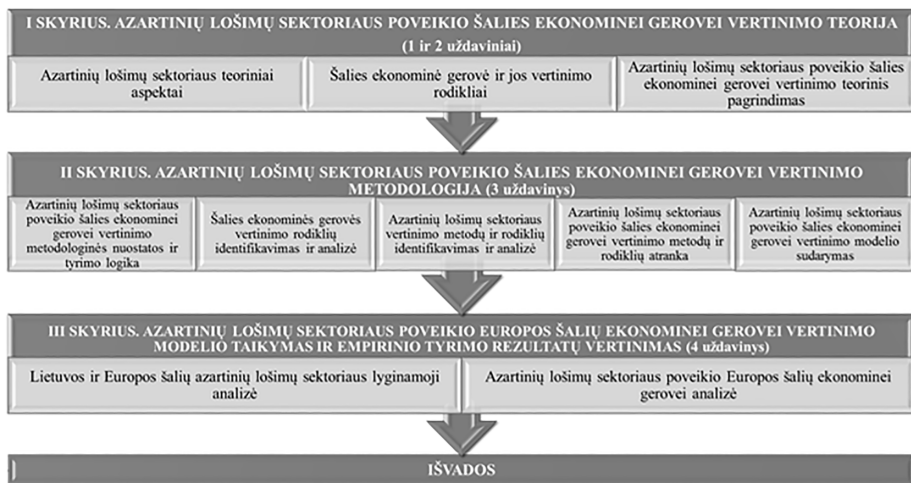 I SKYRIUS. AZARTINIŲ LOŠIMŲ SEKTORIAUS POVEIKIO ŠALIES EKONOMINEI GEROVEI VERTINIMO TEORIJA
(1 ir 2 uždaviniai)
Azartinių lošimų sektoriaus teoriniai
aspektai
Šalies ekonominė gerovė ir jos vertinimo
rodikliai
Azartinių lošimų sektoriaus poveikio šalies
ekonominei gerovei vertinimo teorinis
pagrindimas
II SKYRIUS. AZARTINIŲ LOŠIMŲ SEKTORIAUS POVEIKIO ŠALIES EKONOMINEI GEROVEI VERTINIMO
METODOLOGIJA (3 uždavinys)
Azartinių lošimų sektoriaus
poveikio šalies ekonominei
gerovei vertinimo
metodologinės nuostatos ir
tyrimo logika
Šalies ekonominės gerovės
vertinimo rodiklių
identifikavimas ir analizė
Azartinių lošimų sektoriaus
vertinimo metodų ir rodiklių
identifikavimas ir analizė
Azartinių lošimų sektoriaus
poveikio šalies ekonominei
gerovei vertinimo metodų ir
rodiklių atranka
Azartinių lošimų sektoriaus
poveikio šalies ekonominei
gerovei vertinimo modelio
sudarymas
III SKYRIUS. AZARTINIŲ LOŠIMŲ SEKTORIAUS POVEIKIO EUROPOS ŠALIŲ EKONOMINEI GEROVEI VERTINIMO
MODELIO TAIKYMAS IR EMPIRINIO TYRIMO REZULTATŲ VERTINIMAS (4 uždavinys)
Lietuvos ir Europos šalių azartinių lošimų sektoriaus lyginamoji
analizė
Azartinių lošimų sektoriaus poveikio Europos šalių ekonominei
gerovei analizė
IŠVADOS